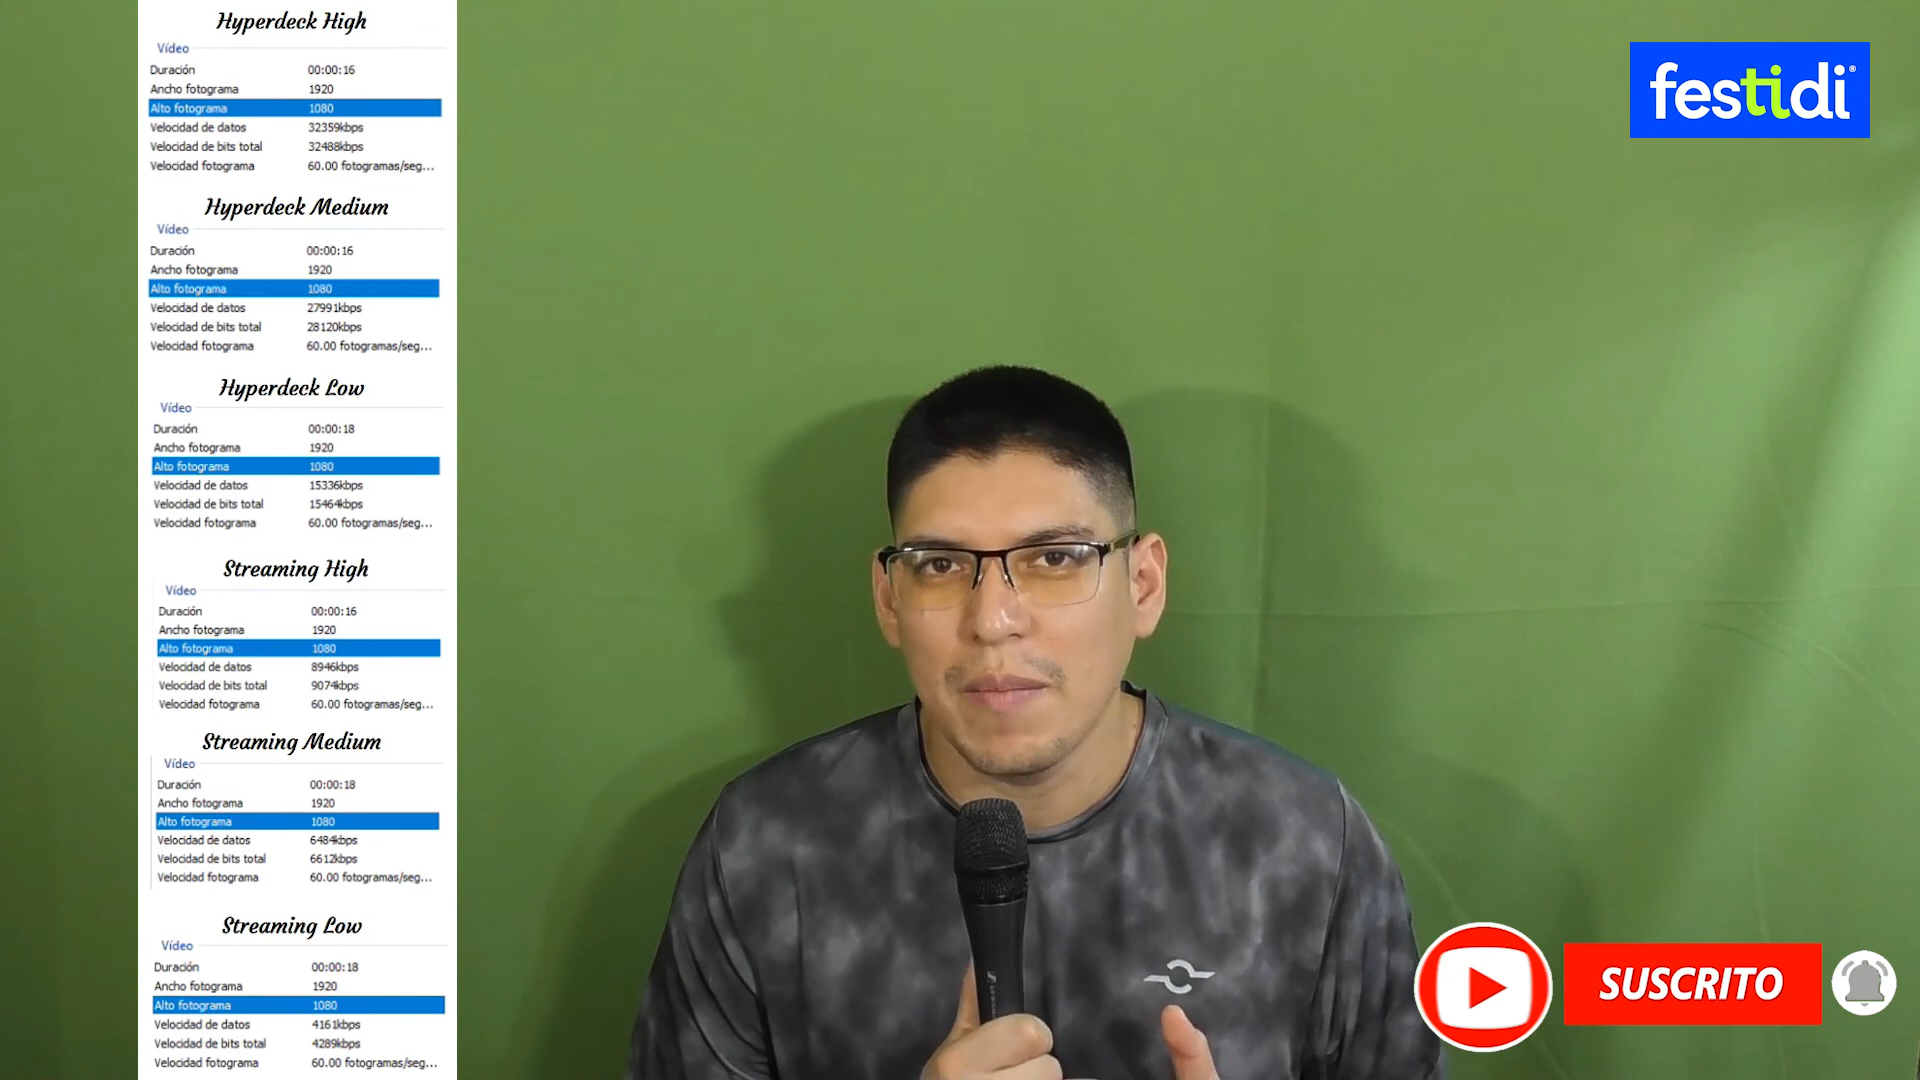 Hyperdeck High
Vídeo
Duración 00:00:16
Ancho fotograma 1920
Alto fotograma 1080
Velocidad de datos 32359kbps
Velocidad de bits total 32488kbps
Velocidad fotograma 60.00 fotogramas/seg...
Hyperdeck Medium
Vídeo
Duración 00:00:16
Ancho fotograma 1920
Alto fotograma 1080
Velocidad de datos 27991kbps
Velocidad de bits total 28120kbps
Velocidad fotograma 60.00 fotogramas/seg...
Hyperdeck Low
Vídeo
Duración 00:00:18
Ancho fotograma 1920
Alto fotograma 1080
Velocidad de datos 15336kbps
Velocidad de bits total 15464kbps
Velocidad fotograma 60.00 fotogramas/seg...
Streaming High
Vídeo
Duración 00:00:16
Ancho fotograma 1920
Alto fotograma 1080
Velocidad de datos 8946kbps
Velocidad de bits total 9074kbps
Velocidad fotograma 60.00 fotogramas/seg...
Streaming Medium
Vídeo
Duración 00:00:18
Ancho fotograma 1920
Alto fotograma 1080
Velocidad de datos 6484kbps
Velocidad de bits total 6612kbps
Velocidad fotograma 60.00 fotogramas/seg...
Streaming Low
Vídeo
Duración 00:00:18
Ancho fotograma 1920
Alto fotograma 1080
Velocidad de datos 4161kbps
Velocidad de bits total 4289kbps
Velocidad fotograma 60.00 fotogramas/seg...
festidi®
SUSCRITO